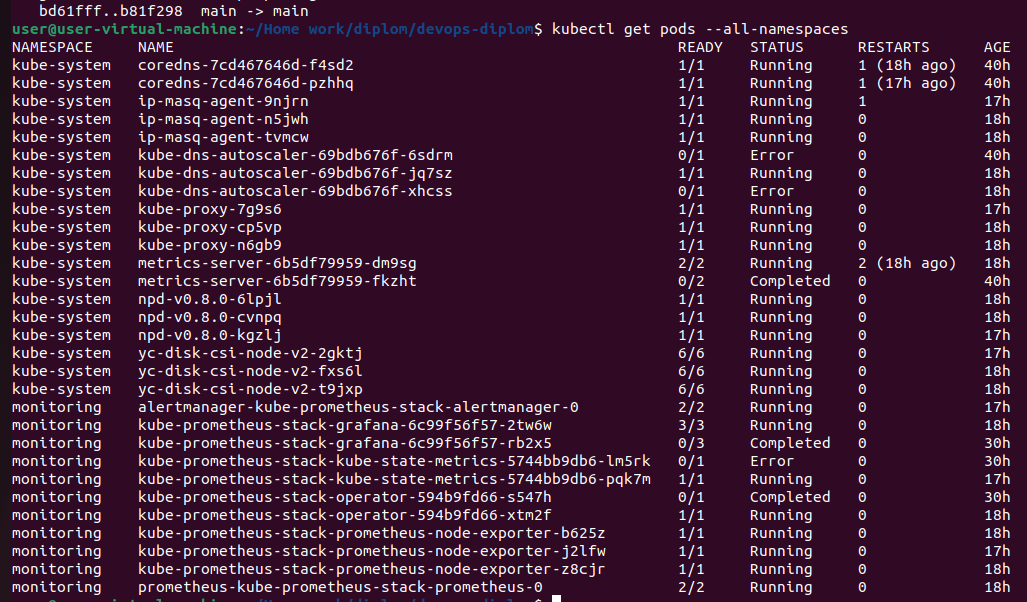 bd61fff..b81f298  main -> main
user@user-virtual-machine:~/Home work/diplom/devops-diplom$ kubectl get pods --all-namespaces
NAMESPACE     NAME                                                        READY   STATUS      RESTARTS      AGE
kube-system   coredns-7cd467646d-f4sd2                                    1/1     Running     1 (18h ago)   40h
kube-system   coredns-7cd467646d-pzhhq                                    1/1     Running     1 (17h ago)   40h
kube-system   ip-masq-agent-9njrn                                         1/1     Running     1             17h
kube-system   ip-masq-agent-n5jwh                                         1/1     Running     0             18h
kube-system   ip-masq-agent-tvmcw                                         1/1     Running     0             18h
kube-system   kube-dns-autoscaler-69bdb676f-6sdrm                         0/1     Error       0             40h
kube-system   kube-dns-autoscaler-69bdb676f-jq7sz                         1/1     Running     0             18h
kube-system   kube-dns-autoscaler-69bdb676f-xhcss                         0/1     Error       0             18h
kube-system   kube-proxy-7g9s6                                            1/1     Running     0             17h
kube-system   kube-proxy-cp5vp                                            1/1     Running     0             18h
kube-system   kube-proxy-n6gb9                                            1/1     Running     0             18h
kube-system   metrics-server-6b5df79959-dm9sg                             2/2     Running     2 (18h ago)   18h
kube-system   metrics-server-6b5df79959-fkzht                             0/2     Completed   0             40h
kube-system   npd-v0.8.0-6lpjl                                            1/1     Running     0             18h
kube-system   npd-v0.8.0-cvnpq                                            1/1     Running     0             18h
kube-system   npd-v0.8.0-kgzlj                                            1/1     Running     0             17h
kube-system   yc-disk-csi-node-v2-2gktj                                   6/6     Running     0             17h
kube-system   yc-disk-csi-node-v2-fxs6l                                   6/6     Running     0             18h
kube-system   yc-disk-csi-node-v2-t9jxp                                   6/6     Running     0             18h
monitoring    alertmanager-kube-prometheus-stack-alertmanager-0           2/2     Running     0             17h
monitoring    kube-prometheus-stack-grafana-6c99f56f57-2tw6w              3/3     Running     0             18h
monitoring    kube-prometheus-stack-grafana-6c99f56f57-rb2x5              0/3     Completed   0             30h
monitoring    kube-prometheus-stack-kube-state-metrics-5744bb9db6-lm5rk   0/1     Error       0             30h
monitoring    kube-prometheus-stack-kube-state-metrics-5744bb9db6-pqk7m   1/1     Running     0             17h
monitoring    kube-prometheus-stack-operator-594b9fd66-s547h              0/1     Completed   0             30h
monitoring    kube-prometheus-stack-operator-594b9fd66-xtm2f              1/1     Running     0             18h
monitoring    kube-prometheus-stack-prometheus-node-exporter-b625z        1/1     Running     0             18h
monitoring    kube-prometheus-stack-prometheus-node-exporter-j2lfw        1/1     Running     0             17h
monitoring    kube-prometheus-stack-prometheus-node-exporter-z8cjr        1/1     Running     0             18h
monitoring    prometheus-kube-prometheus-stack-prometheus-0               2/2     Running     0             18h